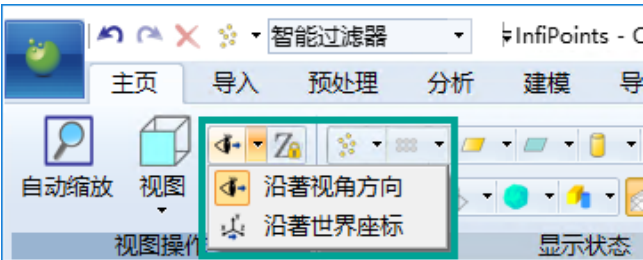 智能过滤器
InfiPoints - C
主页 导入 预处理 分析 建模 导
自动缩放 视图
沿著视角方向
沿著世界座标
视图操作 显示状态